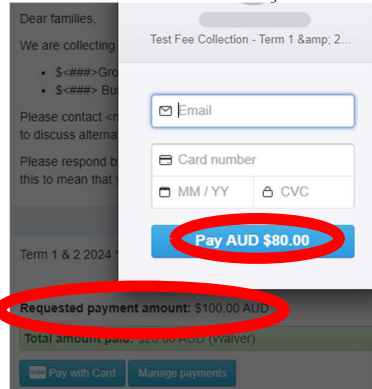 Dear families,
We are collecting
• $<###>Gro
• $<###> Bui
Please contact <n
to discuss alterna
Please respond b
this to mean that y
Term 1 & 2 2024
Requested payment amount: $100.00 AUD
Total amount paid: $20.00 AUD (Waiver)
Pay with Card Manage payments
Test Fee Collection - Term 1 &amp; 2...
Email
Card number
MM / YY CVC
Pay AUD $80.00